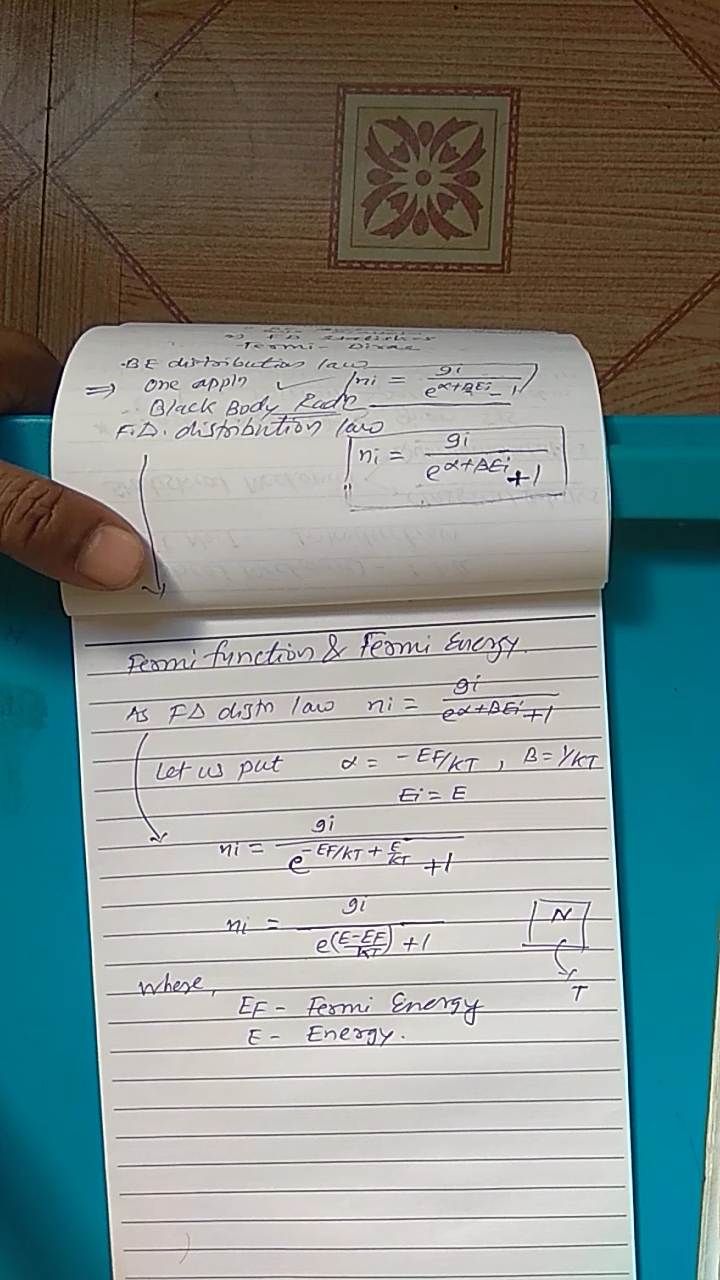 Fermi-Dirac
BE distribution law
⇒ One appln ✓ ni = gi / e^(α+βEi) - 1
Black Body Radn
F.D. distribution law
ni = gi / e^(α+βEi) + 1
Fermi function & Fermi Energy.
As FD distn law ni = gi / e^(α+βEi) + 1
Let us put α = - EF/KT , β = 1/KT
Ei = E
ni = gi / e^(-EF/KT + E/KT) + 1
ni = gi / e^((E-EF)/KT) + 1
N
T
Where,
EF - Fermi Energy
E - Energy.